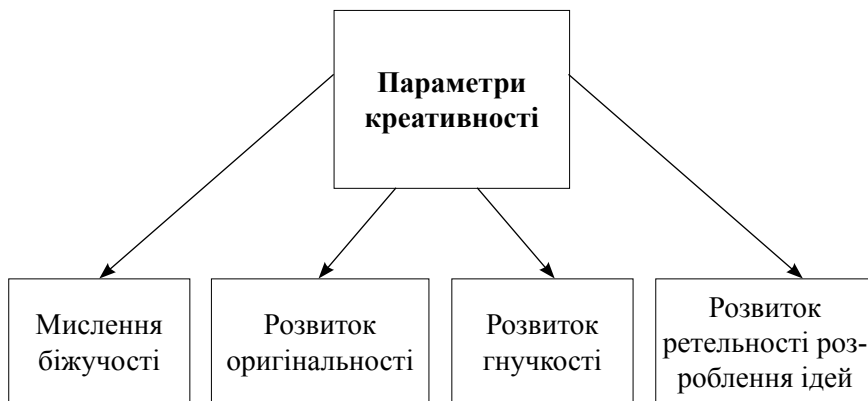 Параметри
креативності
Мислення
біжучості
Розвиток
оригінальності
Розвиток
гнучкості
Розвиток
ретельності роз-
роблення ідей